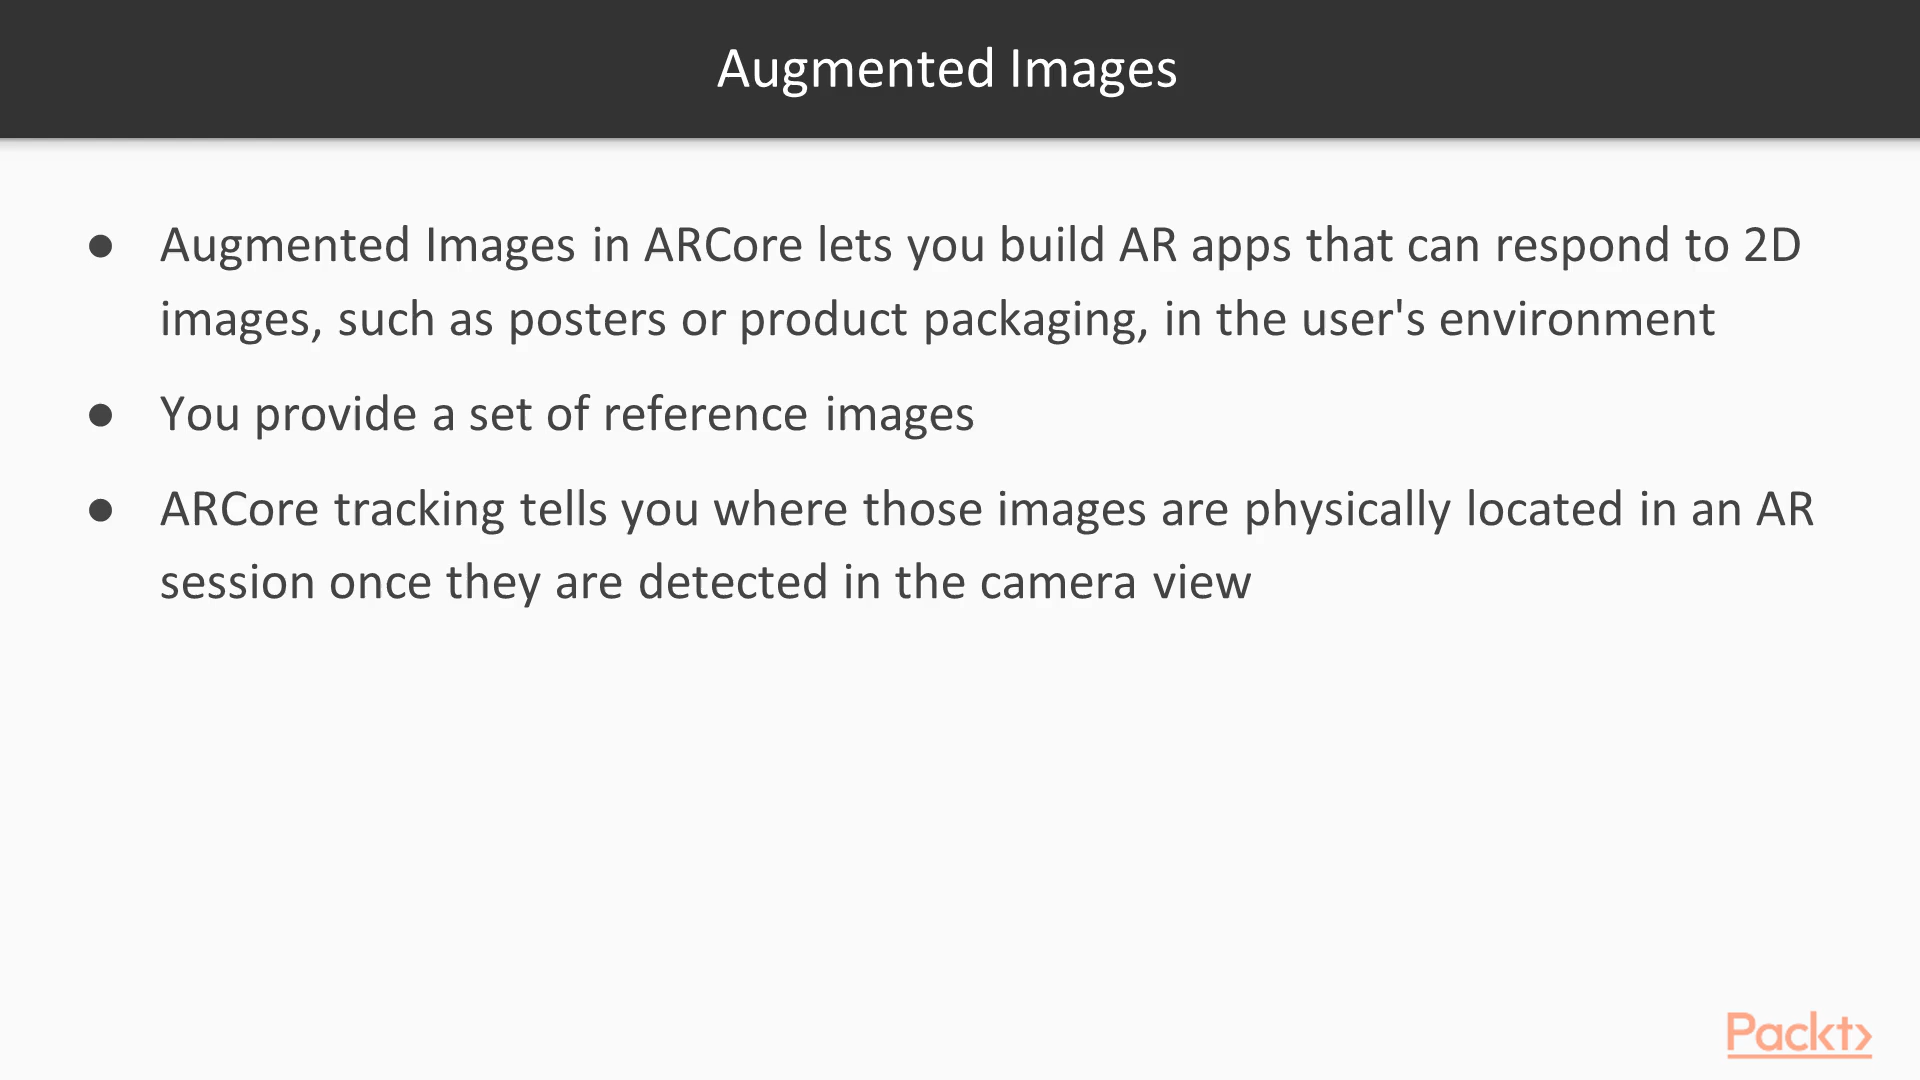 Augmented Images
● Augmented Images in ARCore lets you build AR apps that can respond to 2D
images, such as posters or product packaging, in the user's environment
● You provide a set of reference images
● ARCore tracking tells you where those images are physically located in an AR
session once they are detected in the camera view
Packt>